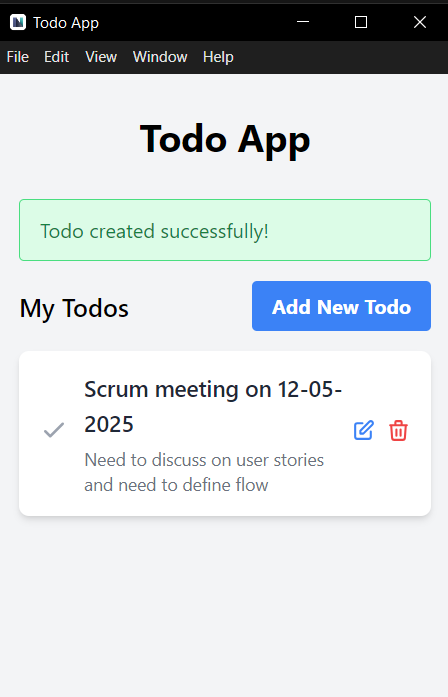 Todo App
File Edit View Window Help
Todo App
Todo created successfully!
My Todos
Add New Todo
Scrum meeting on 12-05-
2025
Need to discuss on user stories
and need to define flow